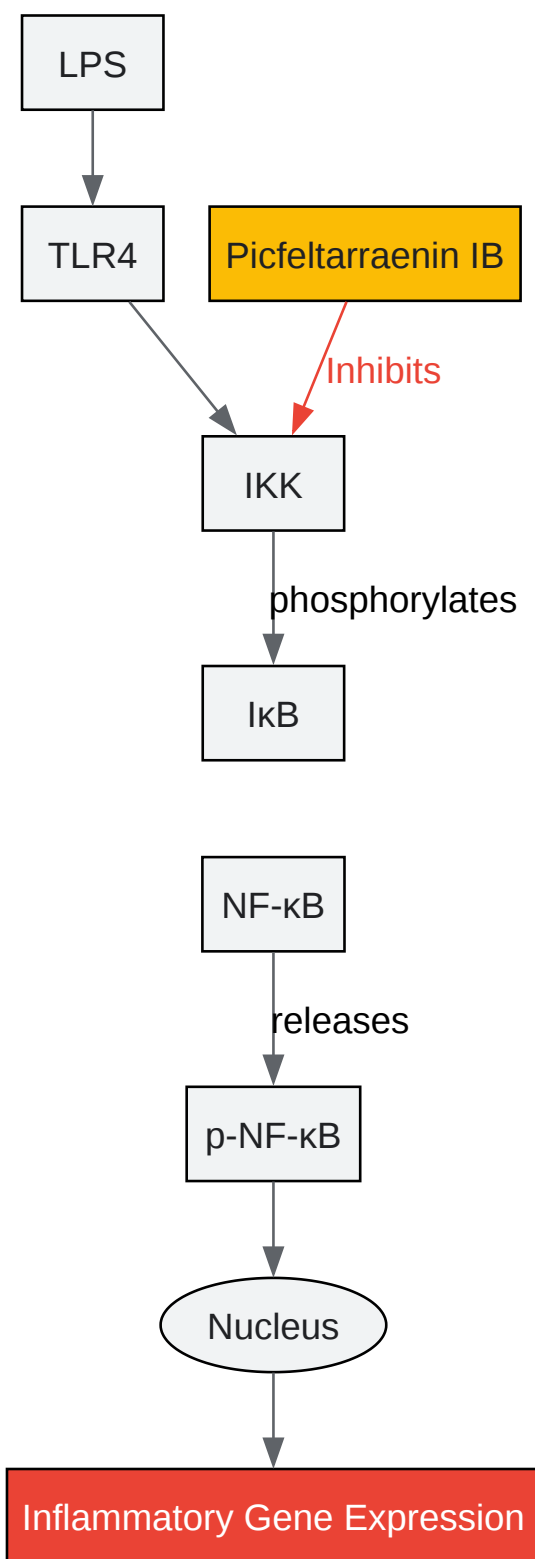 LPS
TLR4
Picfeltarraenin IB
Inhibits
IKK
phosphorylates
IκB
NF-κB
releases
p-NF-κB
Nucleus
Inflammatory Gene Expression